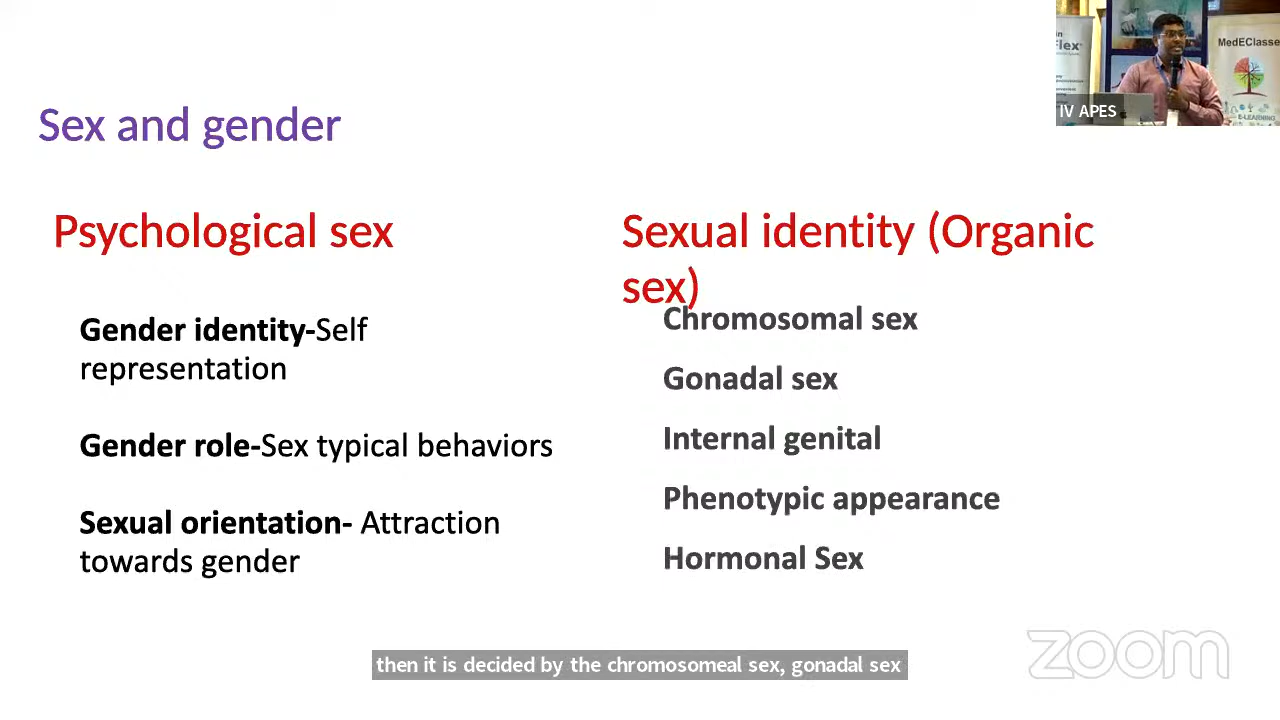 Sex and gender
Psychological sex
Gender identity-Self
representation
Gender role-Sex typical behaviors
Sexual orientation- Attraction
towards gender
Sexual identity (Organic
sex)
Chromosomal sex
Gonadal sex
Internal genital
Phenotypic appearance
Hormonal Sex
then it is decided by the chromosomeal sex, gonadal sex
zoom
IV APES
Flex
MedEClasse
E-LEARNING